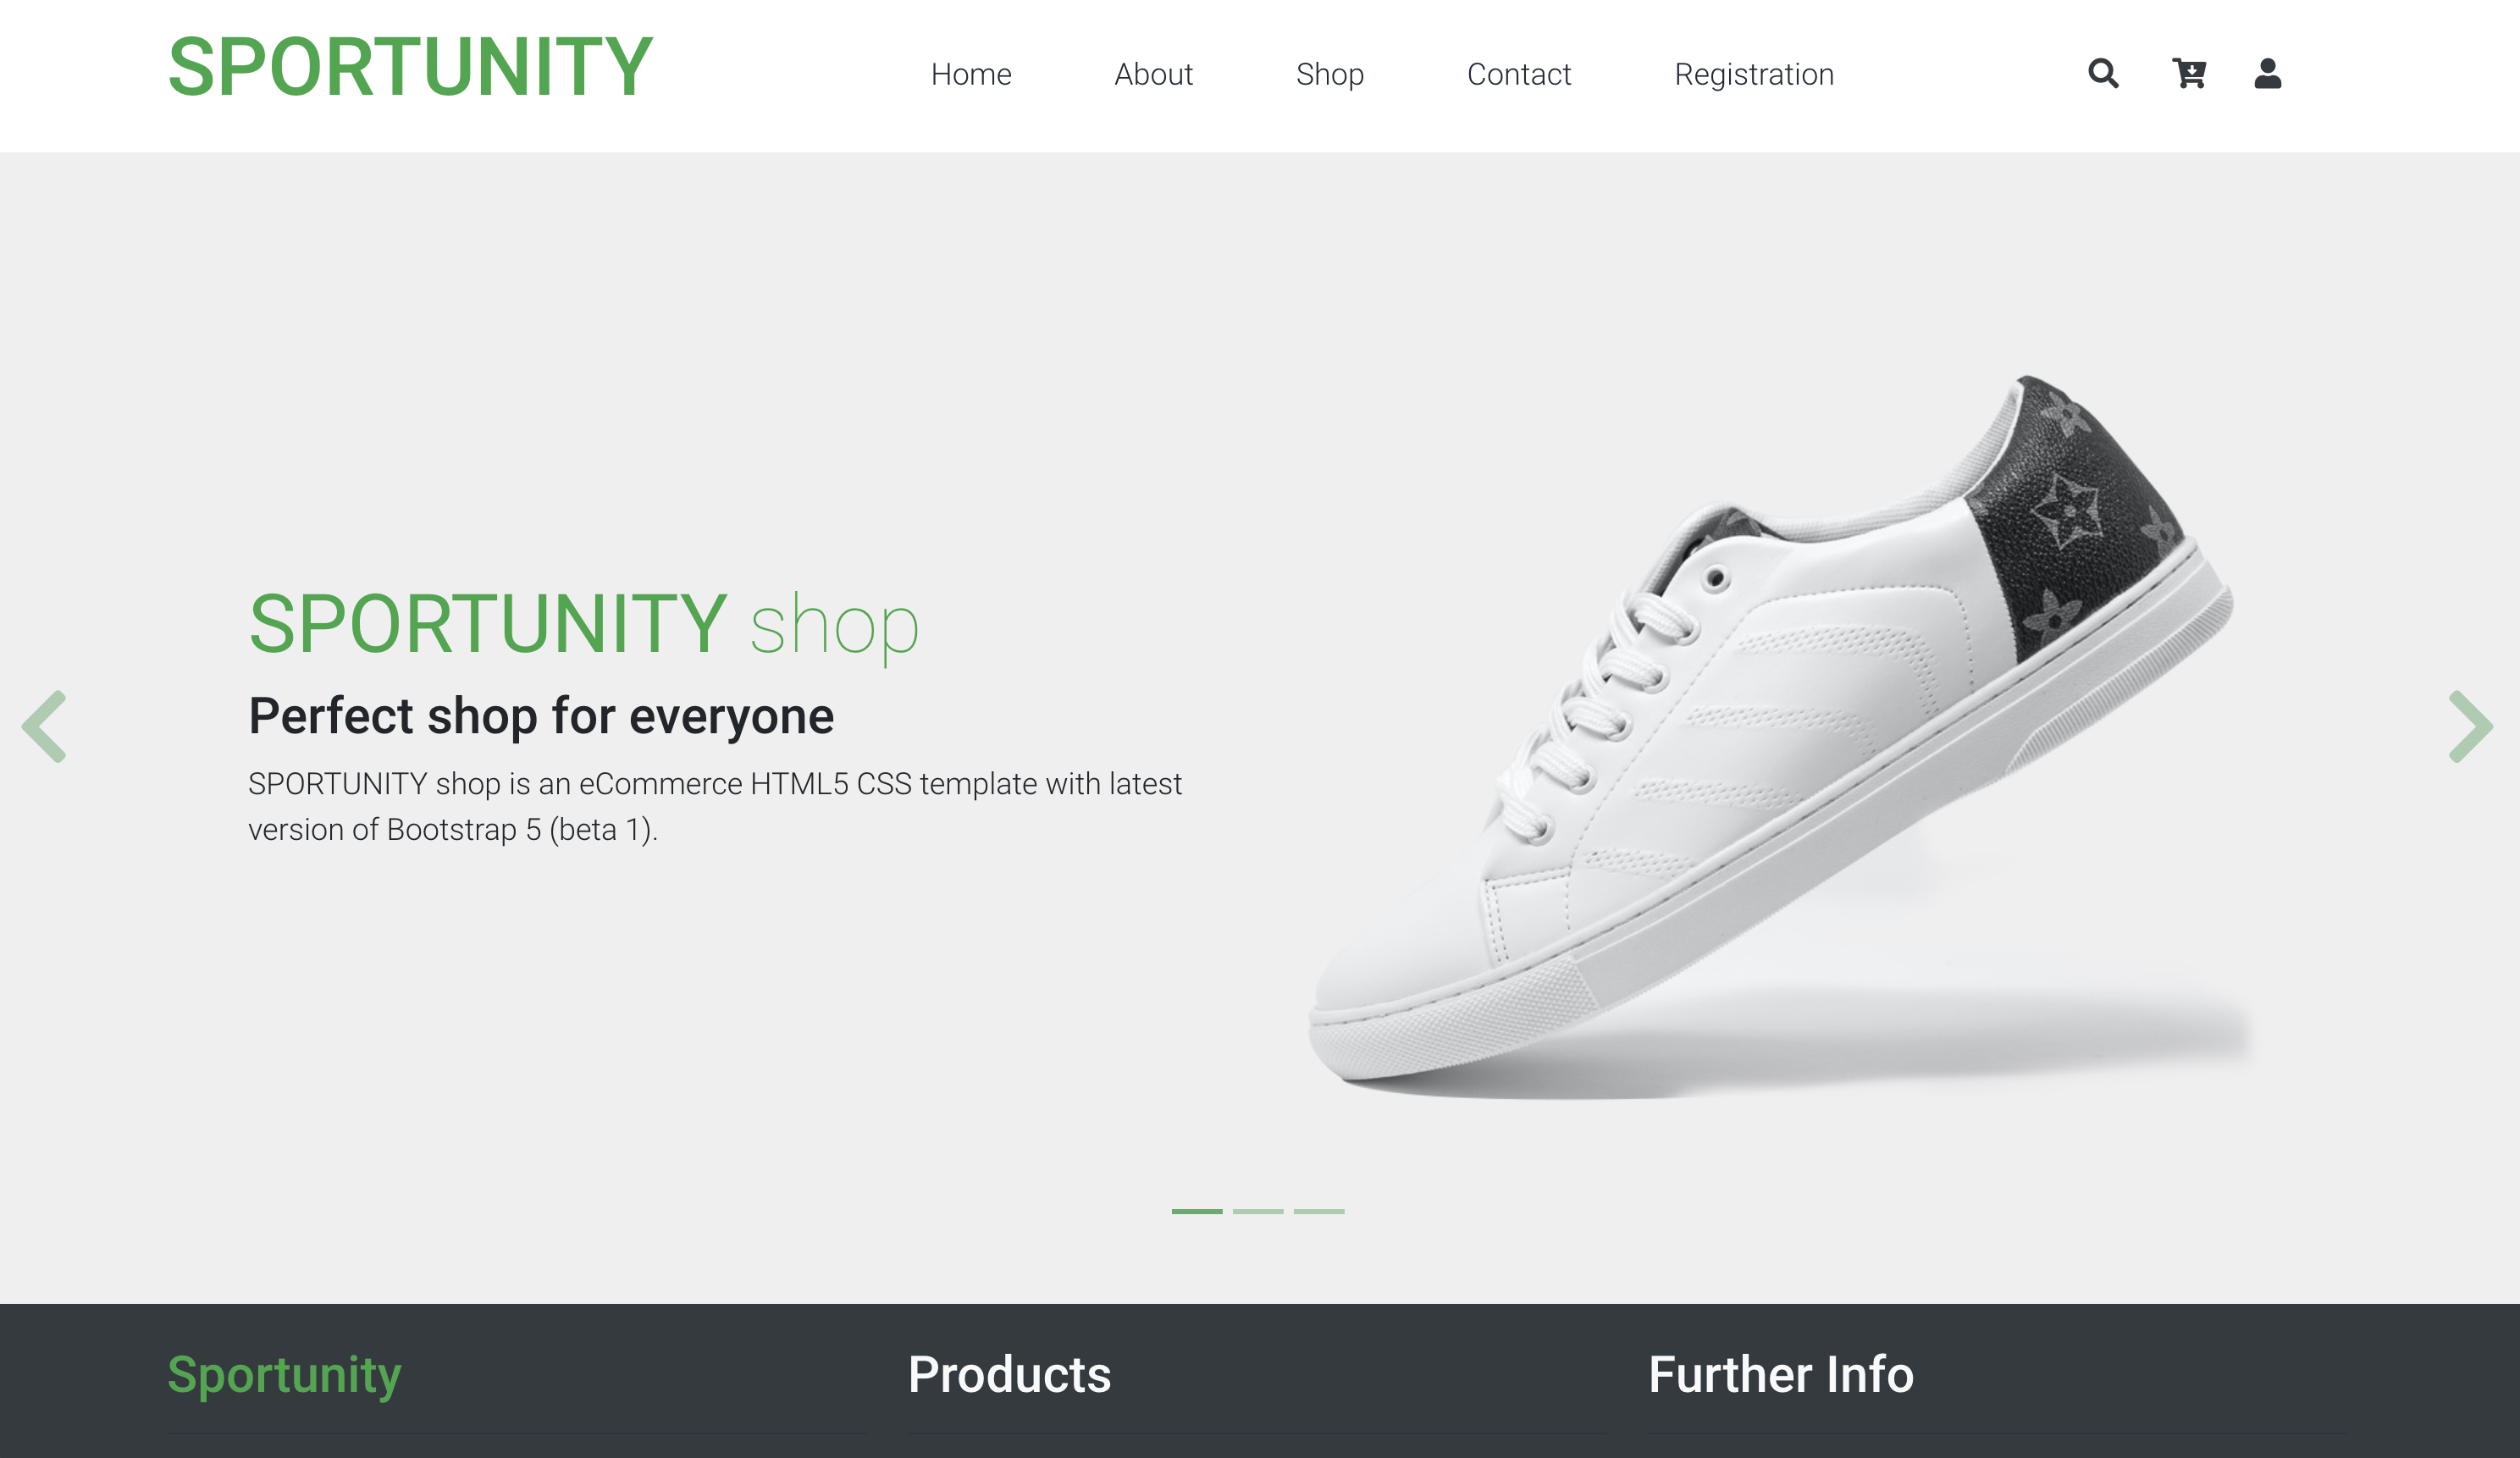 SPORTUNITY
Home About Shop Contact Registration
SPORTUNITY shop
Perfect shop for everyone
SPORTUNITY shop is an eCommerce HTML5 CSS template with latest
version of Bootstrap 5 (beta 1).
Sportunity Products Further Info